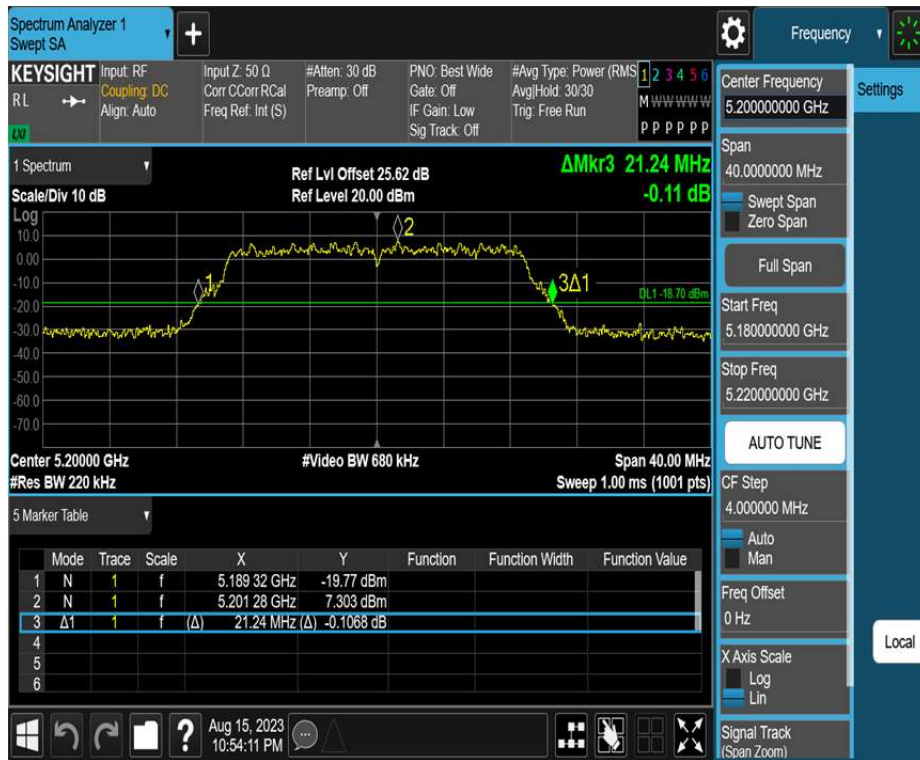 Spectrum Analyzer 1
Swept SA
+
Frequency
KEYSIGHT
RL
LXI
Input: RF
Coupling: DC
Align: Auto
Input Z: 50 Ω
Corr CCorr RCal
Freq Ref: Int (S)
#Atten: 30 dB
Preamp: Off
PNO: Best Wide
Gate: Off
IF Gain: Low
Sig Track: Off
#Avg Type: Power (RMS
Avg|Hold: 30/30
Trig: Free Run
1 2 3 4 5 6
M W W W W W
P P P P P P
Center Frequency
5.200000000 GHz
Settings
Span
40.0000000 MHz
Swept Span
Zero Span
Full Span
Start Freq
5.180000000 GHz
Stop Freq
5.220000000 GHz
AUTO TUNE
CF Step
4.000000 MHz
Auto
Man
Freq Offset
0 Hz
X Axis Scale
Log
Lin
Signal Track
(Span Zoom)
Local
1 Spectrum
Scale/Div 10 dB
Ref Lvl Offset 25.62 dB
Ref Level 20.00 dBm
ΔMkr3 21.24 MHz
-0.11 dB
Log
10.0
0.00
-10.0
-20.0
-30.0
-40.0
-50.0
-60.0
-70.0
1
2
3Δ1
DL1 -18.70 dBm
Center 5.20000 GHz
#Video BW 680 kHz
Span 40.00 MHz
#Res BW 220 kHz
Sweep 1.00 ms (1001 pts)
5 Marker Table
Mode Trace Scale X Y Function Function Width Function Value
1 N 1 f 5.189 32 GHz -19.77 dBm
2 N 1 f 5.201 28 GHz 7.303 dBm
3 Δ1 1 f (Δ) 21.24 MHz (Δ) -0.1068 dB
4
5
6
?
Aug 15, 2023
10:54:11 PM